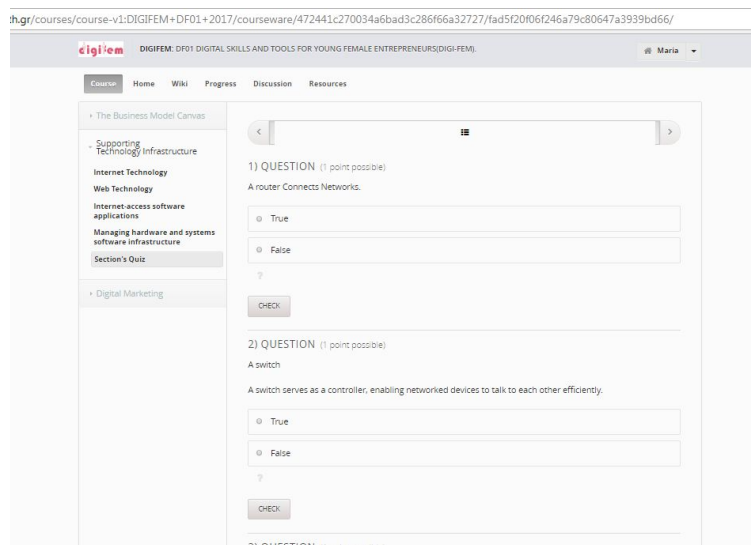 th.gr/courses/course-v1:DIGIFEM+DF01+2017/courseware/472441c270034a6bad3c286f66a32727/fad5f20f06f246a79c80647a3939bd66/
digifem DIGIFEM: DF01 DIGITAL SKILLS AND TOOLS FOR YOUNG FEMALE ENTREPRENEURS(DIGI-FEM). Maria
Course Home Wiki Progress Discussion Resources
The Business Model Canvas
Supporting
Technology Infrastructure
Internet Technology
Web Technology
Internet-access software
applications
Managing hardware and systems
software infrastructure
Section's Quiz
Digital Marketing
1) QUESTION (1 point possible)
A router Connects Networks.
True
False
?
CHECK
2) QUESTION (1 point possible)
A switch
A switch serves as a controller, enabling networked devices to talk to each other efficiently.
True
False
?
CHECK